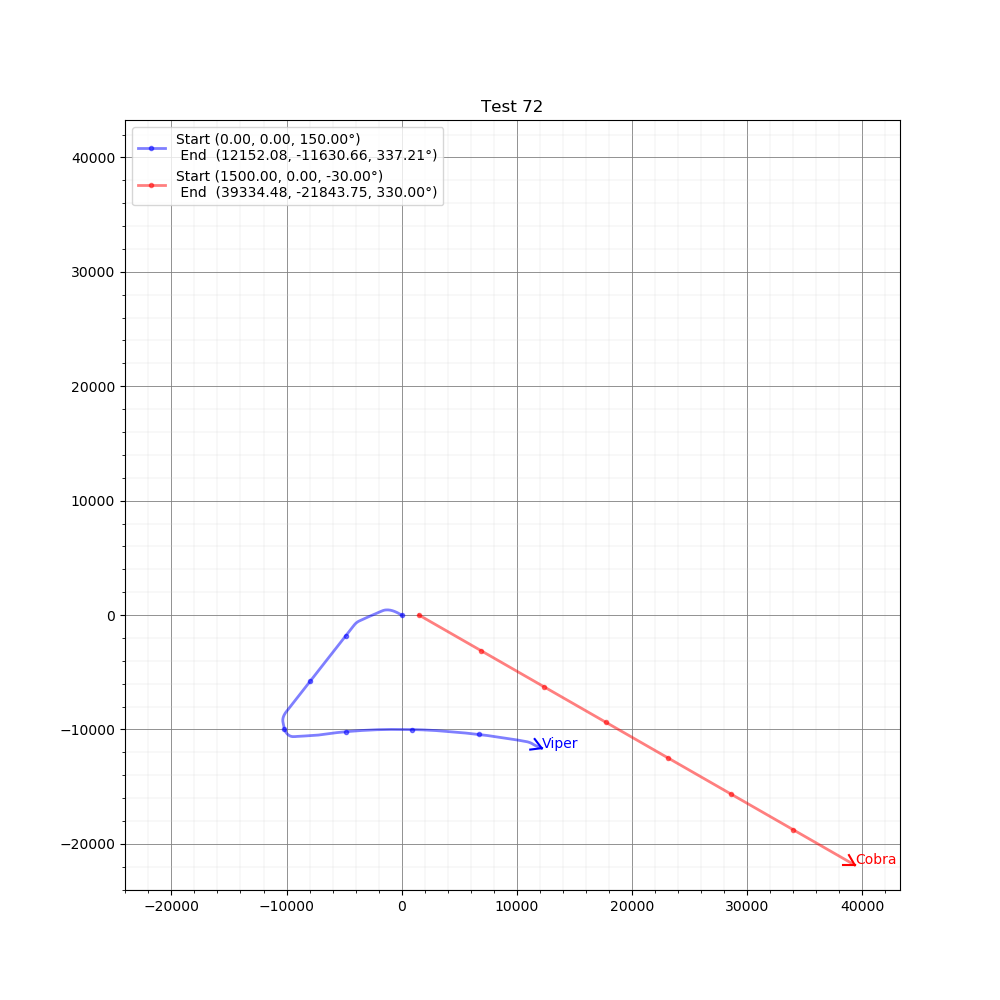 Test 72
Start (0.00, 0.00, 150.00°)
End (12152.08, -11630.66, 337.21°)
Start (1500.00, 0.00, -30.00°)
End (39334.48, -21843.75, 330.00°)
40000
30000
20000
10000
0
−10000
−20000
Viper
Cobra
−20000 −10000 0 10000 20000 30000 40000